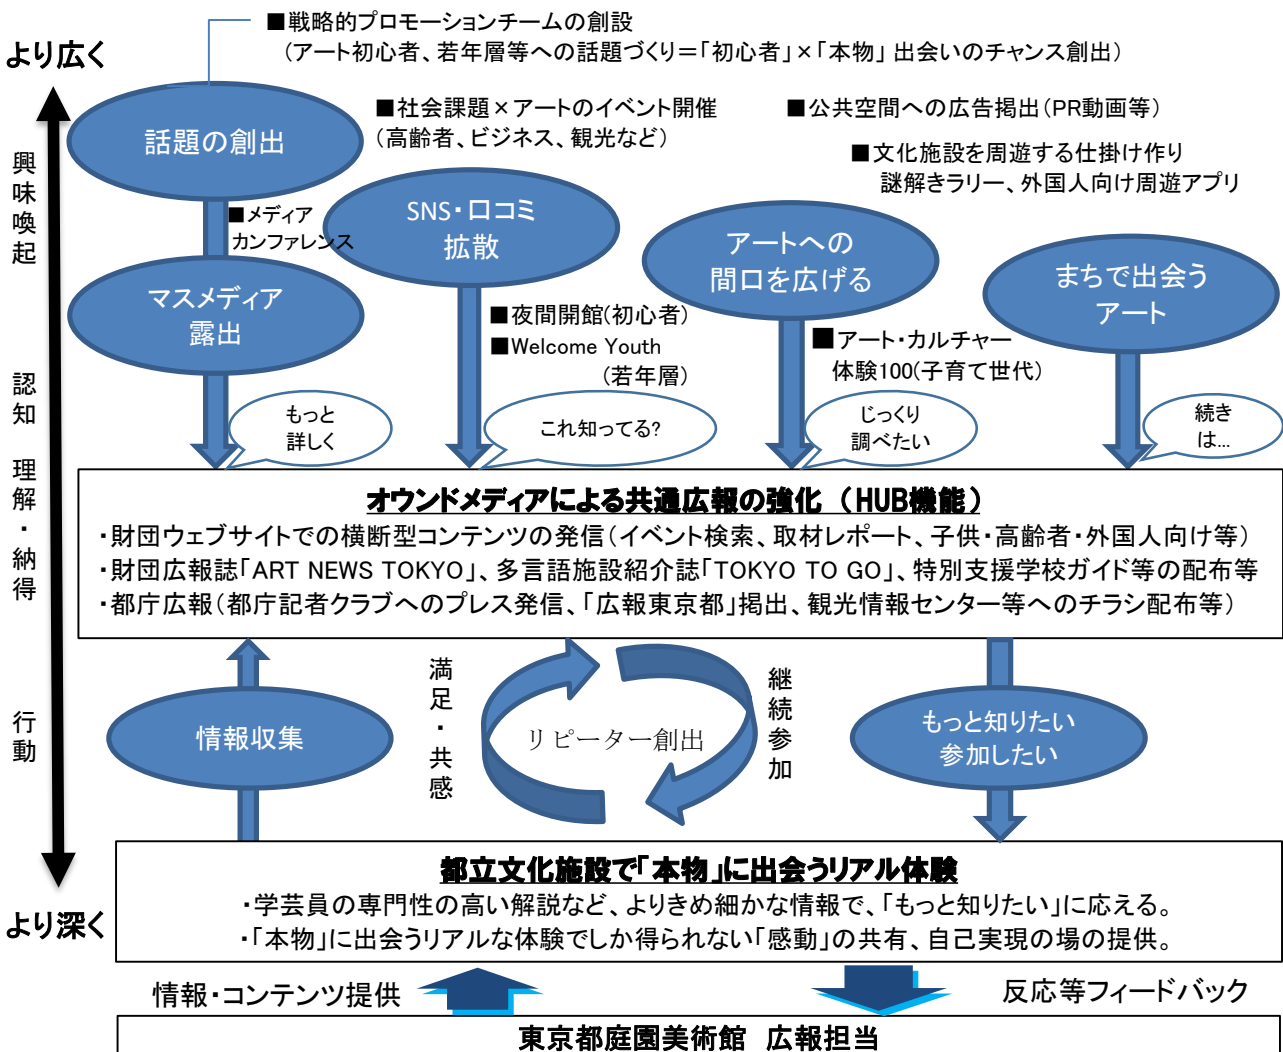 ■戦略的プロモーションチームの創設
(アート初心者、若年層等への話題づくり＝「初心者」×「本物」出会いのチャンス創出)
より広く
■社会課題×アートのイベント開催
(高齢者、ビジネス、観光など)
■公共空間への広告掲出(PR動画等)
■文化施設を周遊する仕掛け作り
謎解きラリー、外国人向け周遊アプリ
話題の創出
興味喚起
■メディア
カンファレンス
SNS・口コミ
拡散
アートへの
間口を広げる
まちで出会う
アート
マスメディア
露出
■夜間開館(初心者)
■Welcome Youth
(若年層)
■アート・カルチャー
体験100(子育て世代)
認知
もっと
詳しく
これ知ってる?
じっくり
調べたい
続き
は…
理解・納得
オウンドメディアによる共通広報の強化 (HUB機能)
・財団ウェブサイトでの横断型コンテンツの発信(イベント検索、取材レポート、子供・高齢者・外国人向け等)
・財団広報誌「ART NEWS TOKYO」、多言語施設紹介誌「TOKYO TO GO」、特別支援学校ガイド等の配布等
・都庁広報(都庁記者クラブへのプレス発信、「広報東京都」掲出、観光情報センター等へのチラシ配布等)
行動
情報収集
満足・共感
リピーター創出
継続参加
もっと知りたい
参加したい
より深く
都立文化施設で「本物」に出会うリアル体験
・学芸員の専門性の高い解説など、よりきめ細かな情報で、「もっと知りたい」に応える。
・「本物」に出会うリアルな体験でしか得られない「感動」の共有、自己実現の場の提供。
情報・コンテンツ提供
反応等フィードバック
東京都庭園美術館 広報担当